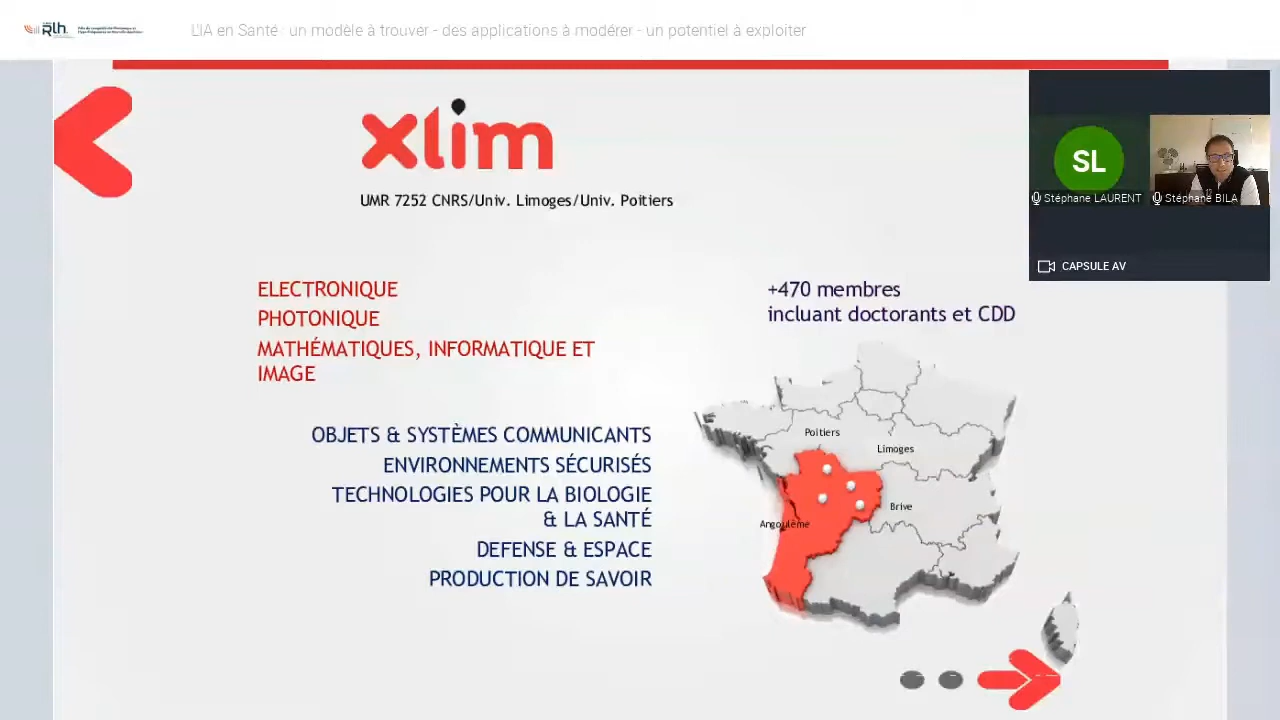 Rlh.
L'IA en Santé : un modèle à trouver - des applications à modérer - un potentiel à exploiter
xlim
UMR 7252 CNRS/Univ. Limoges/Univ. Poitiers
SL
Stéphane LAURENT
Stéphane BILA
CAPSULE AV
ELECTRONIQUE
PHOTONIQUE
MATHÉMATIQUES, INFORMATIQUE ET
IMAGE
+470 membres
incluant doctorants et CDD
OBJETS & SYSTÈMES COMMUNICANTS
ENVIRONNEMENTS SÉCURISÉS
TECHNOLOGIES POUR LA BIOLOGIE
& LA SANTÉ
DEFENSE & ESPACE
PRODUCTION DE SAVOIR
Poitiers
Limoges
Brive
Angoulême